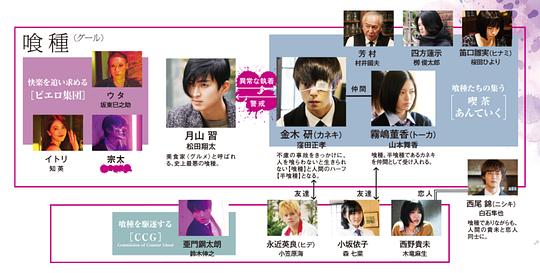 喰種(グール)
快楽を追い求める
[ピエロ集団]
ウタ
坂東巳之助
イトリ
知英
宗太
月山 習
松田翔太
美食家(グルメ)と呼ばれ
る、史上最悪の喰種。
異常な執着
警戒
芳村
村井國夫
四方蓮示
栁 俊太郎
笛口雛実(ヒナミ)
桜田ひより
喰種たちの集う
[喫茶
あんていく]
金木 研(カネキ)
窪田正孝
不慮の事故をきっかけに、
人を喰らわないと生きられ
ない【喰種】と人間のハーフ
【半喰種】となる。
仲間
霧嶋董香(トーカ)
山本舞香
喰種。半喰種であるカネキ
を仲間として受け入れる。
友達
友達
恋人
西尾 錦(ニシキ)
白石隼也
喰種でありながらも、
人間の貴未と恋人
同士に。
喰種を駆逐する
[CCG]
Commission of Counter Ghoul
亜門鋼太朗
鈴木伸之
永近英良(ヒデ)
小笠原海
小坂依子
森 七菜
西野貴未
木竜麻生